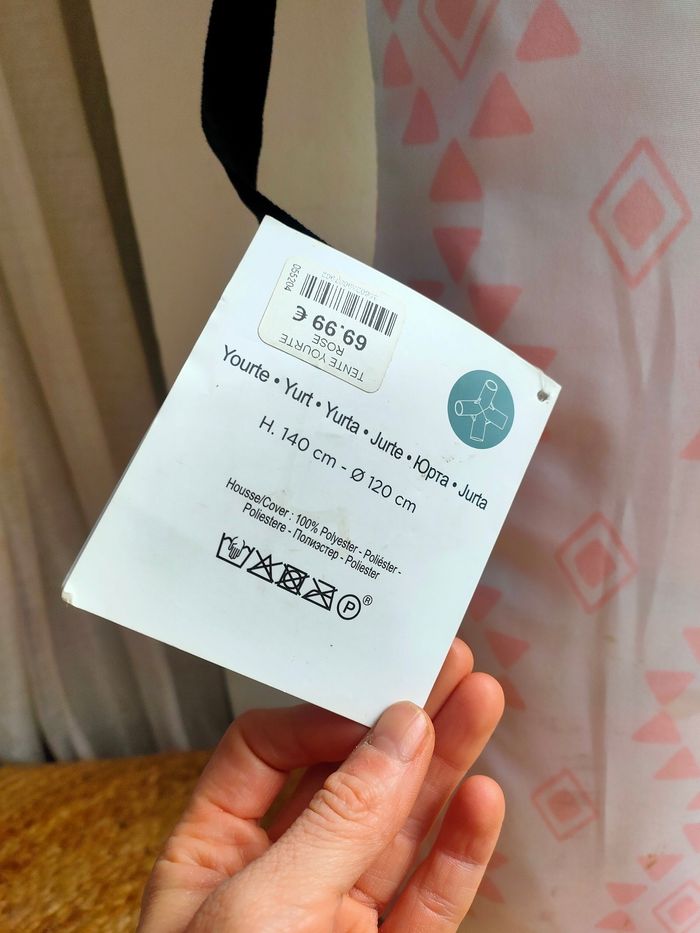 TENTE YOURTE
ROSE
69.99 €
055204
Yourte • Yurt • Yurta • Jurte • Юрта • Jurta
H. 140 cm - Ø 120 cm
Housse/Cover : 100% Polyester - Poliéster -
Poliestere - Полиэстер - Poliester
P ®